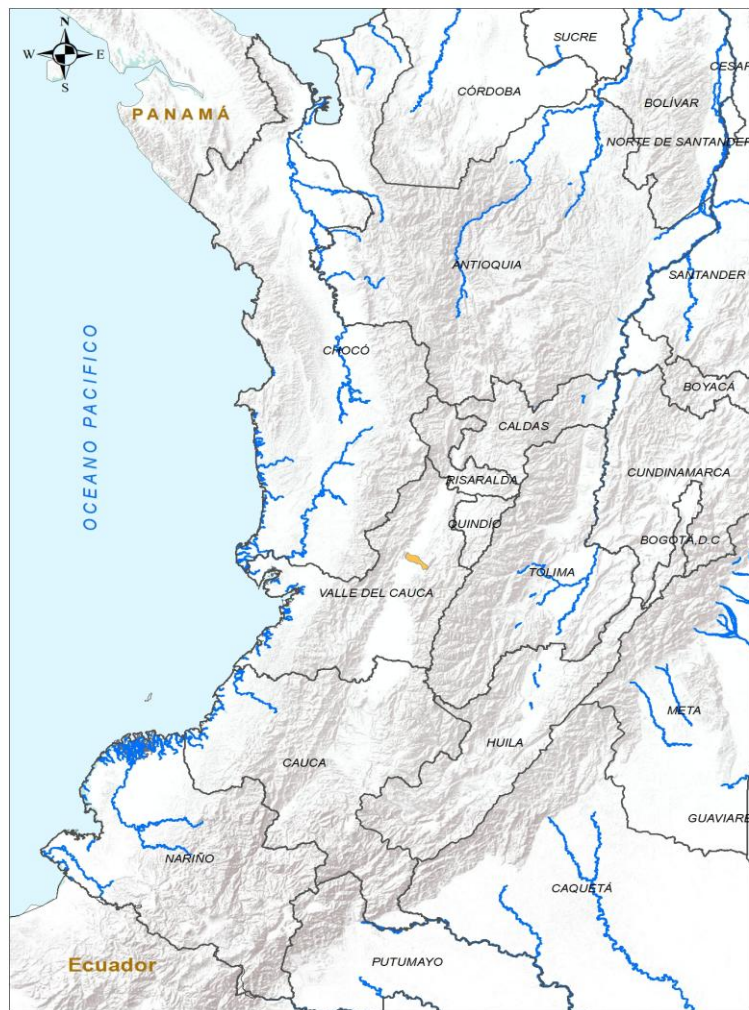 N
W
E
S
SUCRE
CESAR
CÓRDOBA
BOLÍVAR
PANAMÁ
NORTE DE SANTANDER
ANTIOQUIA
SANTANDER
OCEANO PACIFICO
CHOCÓ
BOYACÁ
CALDAS
CUNDINAMARCA
RISARALDA
QUINDÍO
BOGOTÁ,D.C
TOLIMA
VALLE DEL CAUCA
META
HUILA
CAUCA
GUAVIARE
NARIÑO
CAQUETÁ
PUTUMAYO
Ecuador